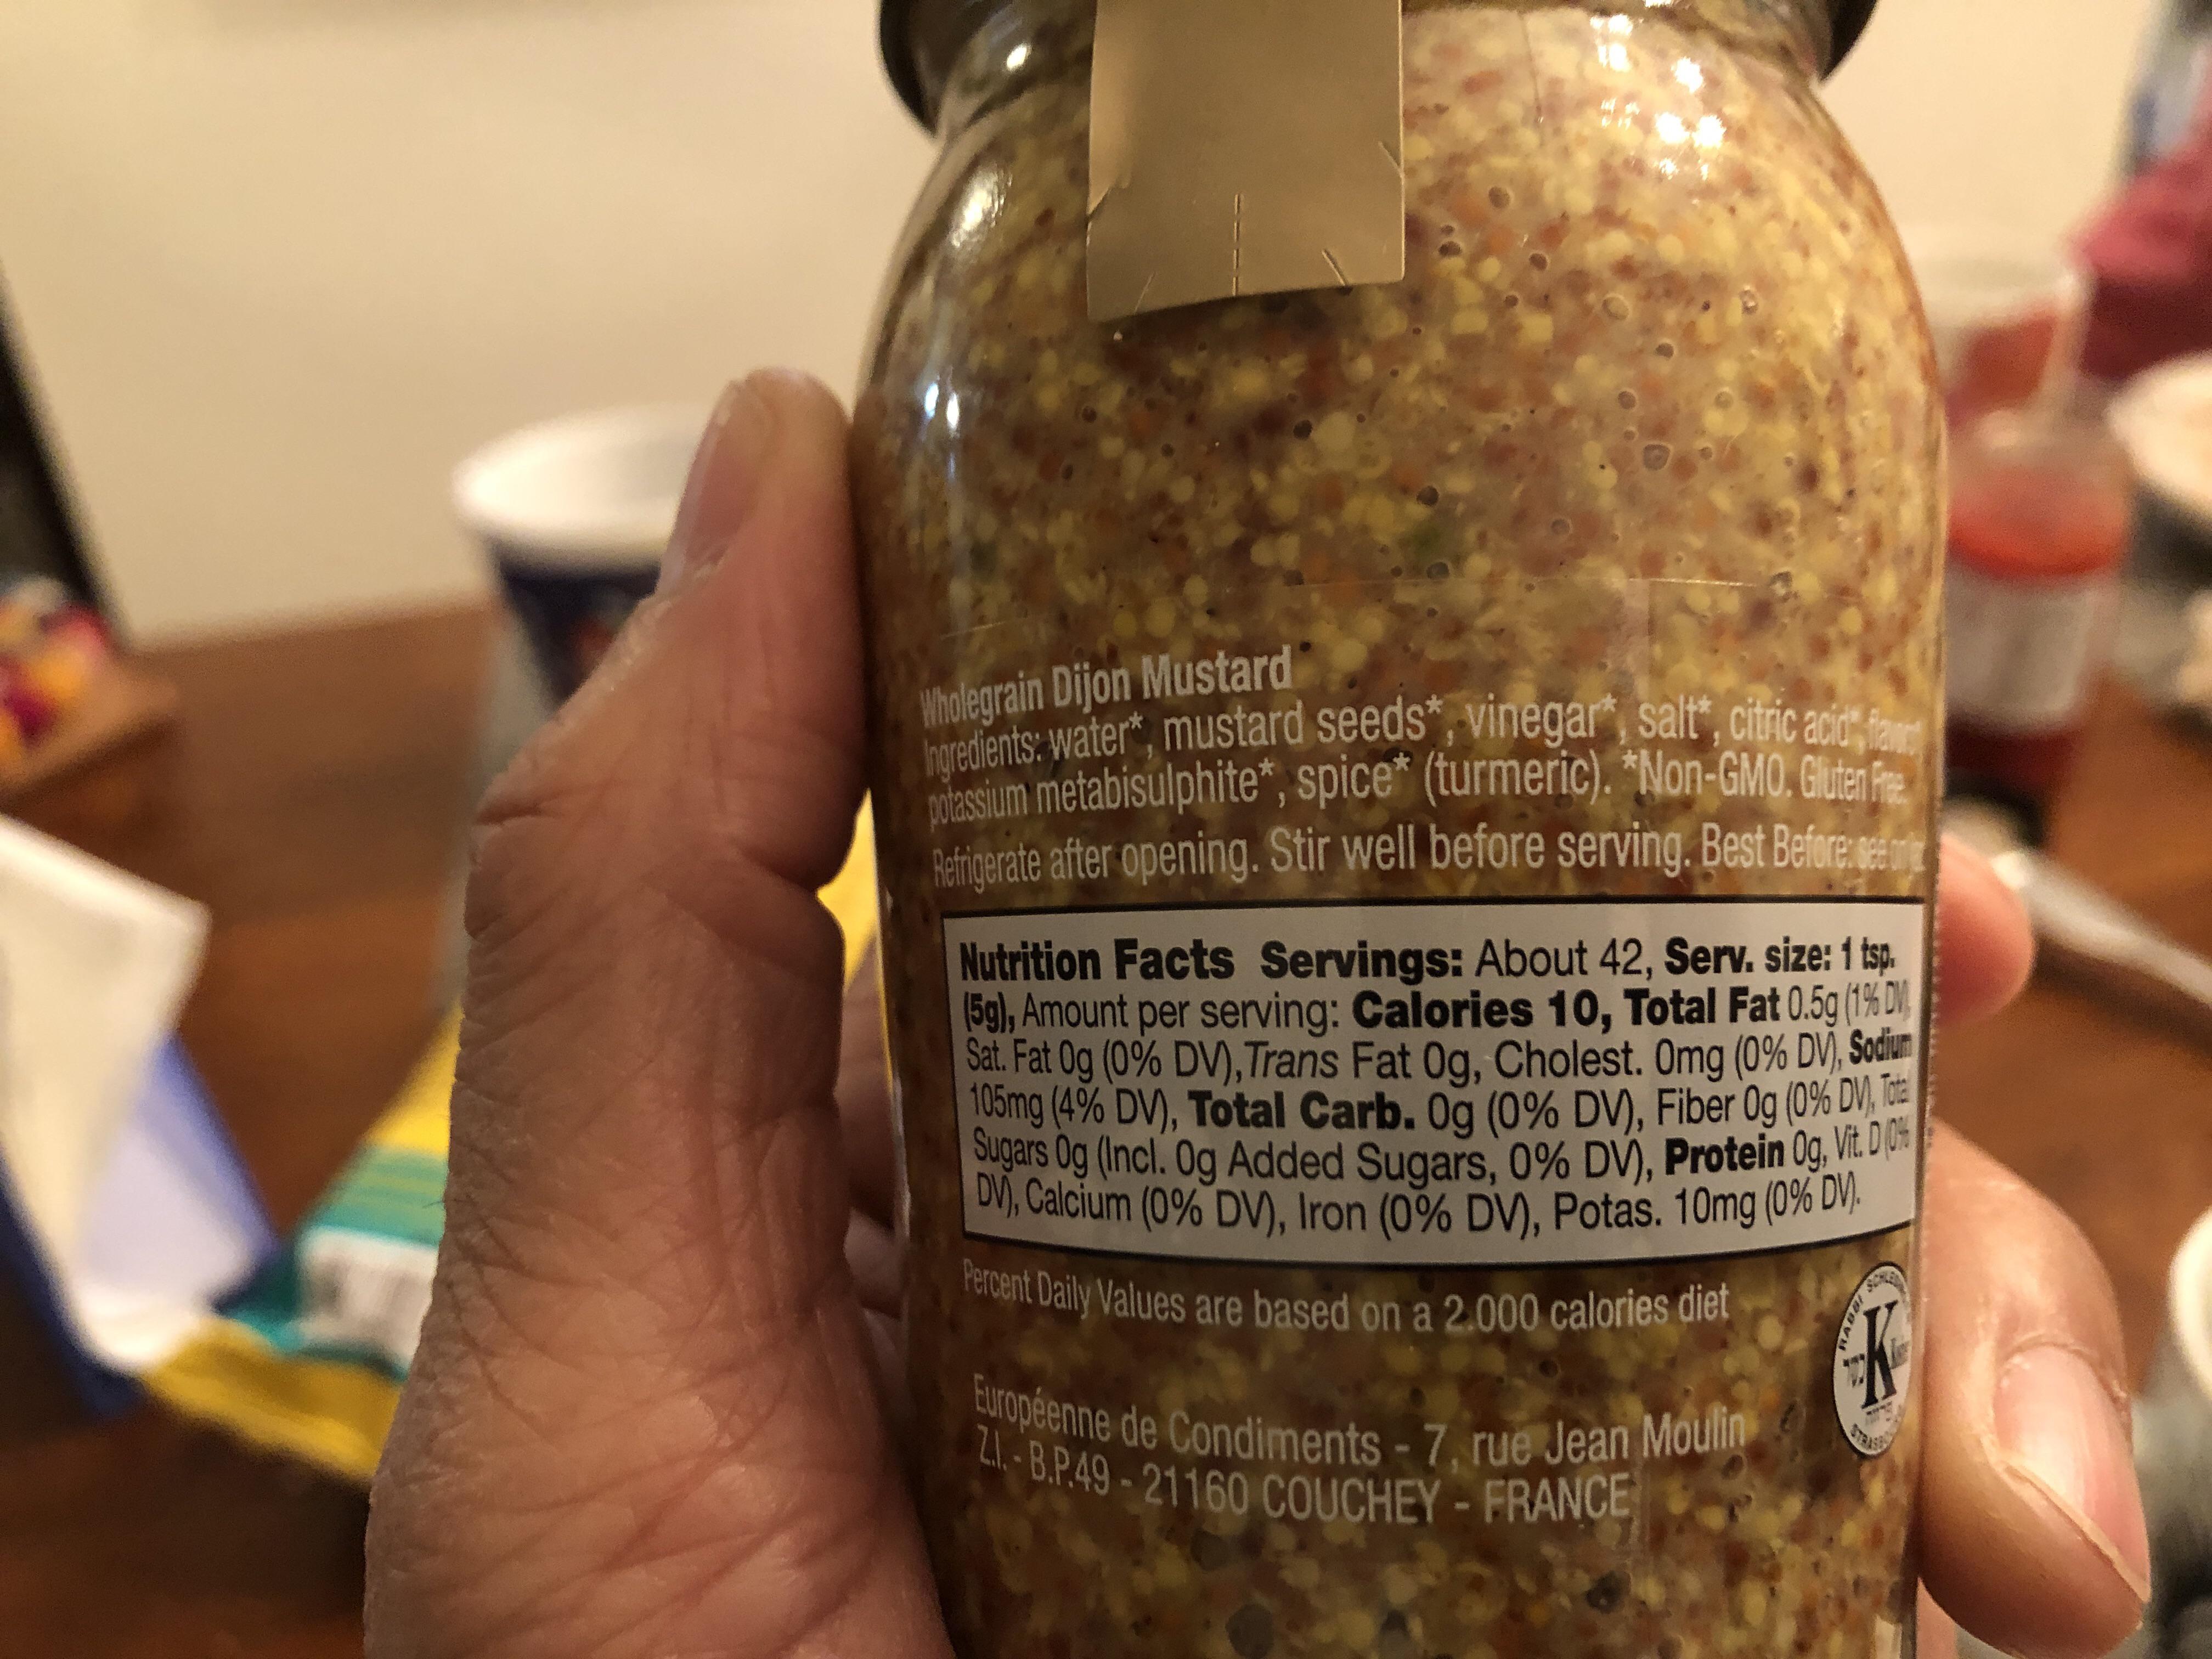 Wholegrain Dijon Mustard
Ingredients: water*, mustard seeds*, vinegar*, salt*, citric acid*,
potassium metabisulphite*, spice* (turmeric). *Non-GMO. Gluten Free.
Refrigerate after opening. Stir well before serving. Best Before: see on
Nutrition Facts Servings: About 42, Serv. size: 1 tsp.
(5g), Amount per serving: Calories 10, Total Fat 0.5g (1% DV),
Sat. Fat 0g (0% DV), Trans Fat 0g, Cholest. 0mg (0% DV), Sodium
105mg (4% DV), Total Carb. 0g (0% DV), Fiber 0g (0% DV), Total
Sugars 0g (Incl. 0g Added Sugars, 0% DV), Protein 0g, Vit. D (0%
DV), Calcium (0% DV), Iron (0% DV), Potas. 10mg (0% DV).
Percent Daily Values are based on a 2.000 calories diet
RABBI
K
כשר
Européenne de Condiments - 7, rue Jean Moulin
Z.I. - B.P.49 - 21160 COUCHEY - FRANCE